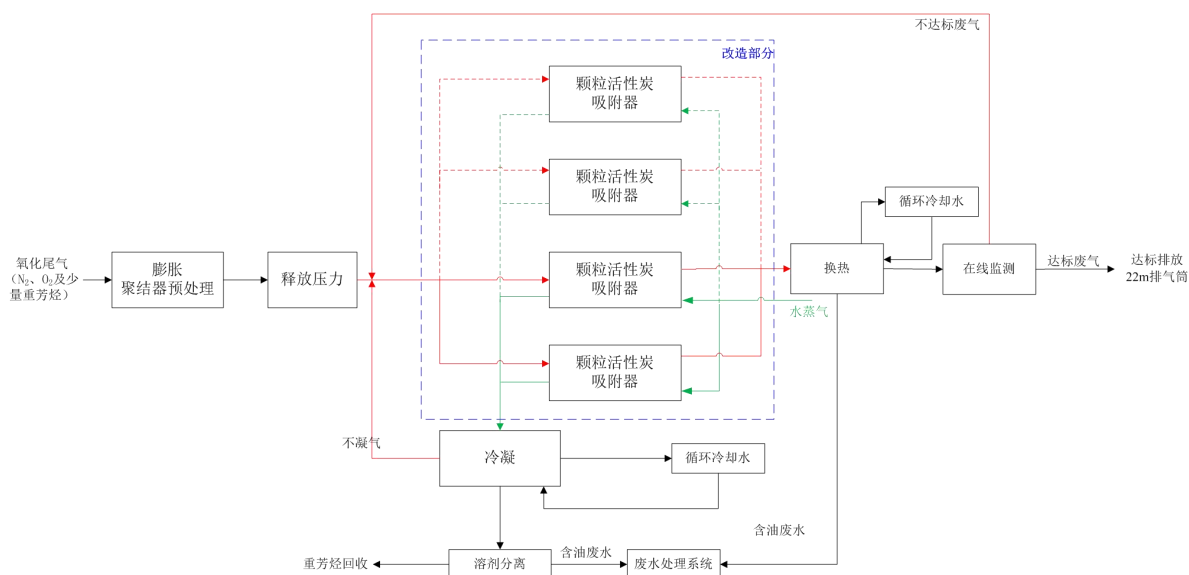 不达标废气
改造部分
颗粒活性炭
吸附器
颗粒活性炭
吸附器
循环冷却水
氧化尾气
（N₂、O₂及少
量重芳烃）
膨胀
聚结器预处理
释放压力
颗粒活性炭
吸附器
换热
在线监测
达标废气
达标排放
22m排气筒
水蒸气
颗粒活性炭
吸附器
不凝气
冷凝
循环冷却水
含油废水
重芳烃回收
溶剂分离
含油废水
废水处理系统